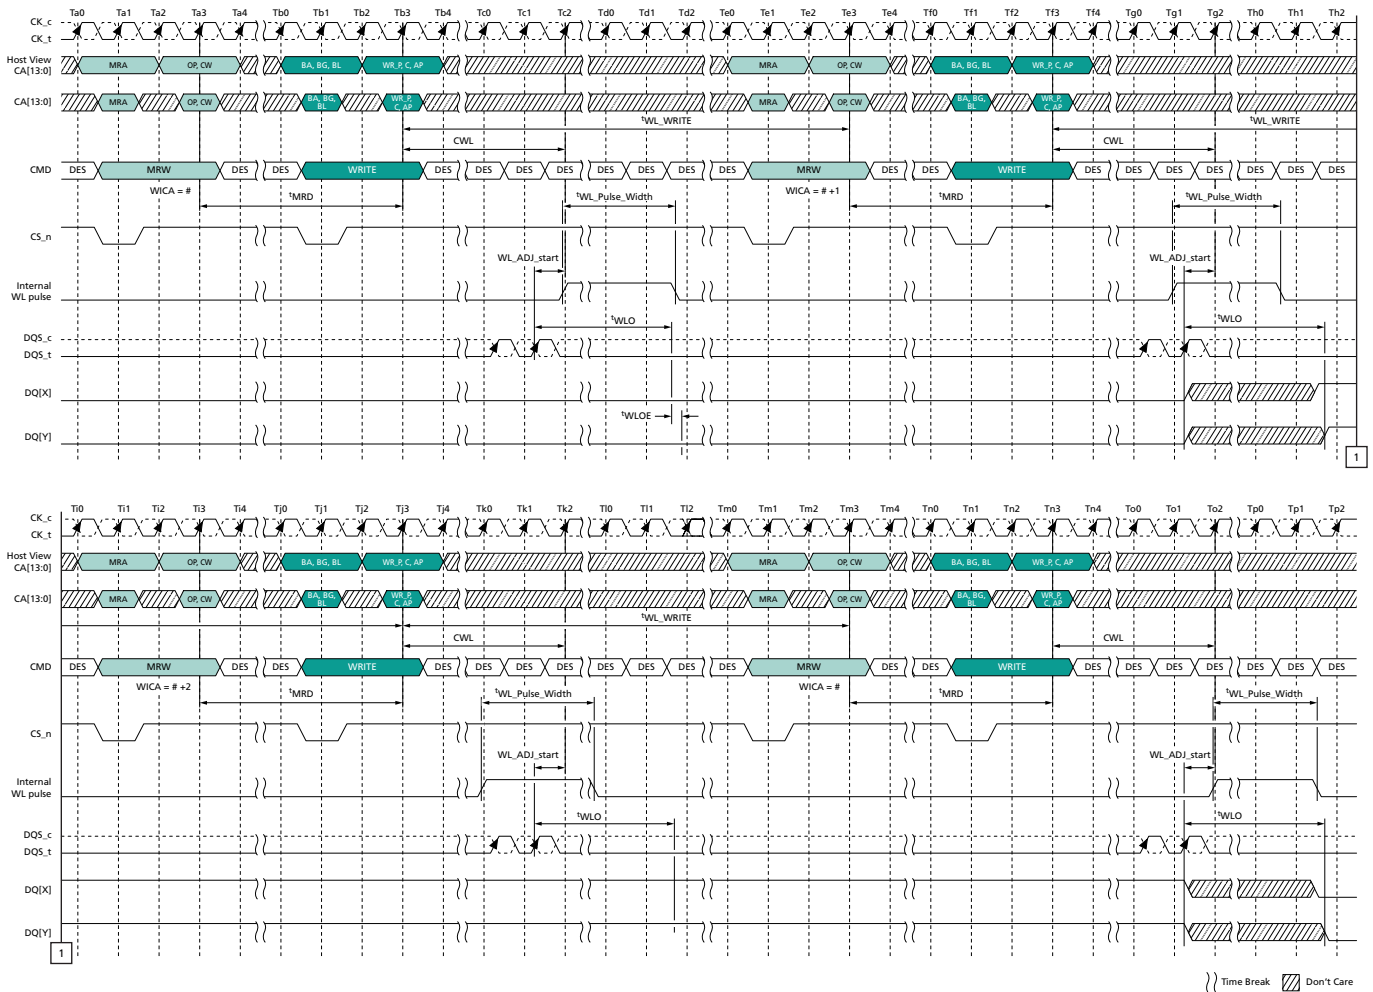 Ta0 Ta1 Ta2 Ta3 Ta4 Tb0 Tb1 Tb2 Tb3 Tb4 Tc0 Tc1 Tc2 Td0 Td1 Td2 Te0 Te1 Te2 Te3 Te4 Tf0 Tf1 Tf2 Tf3 Tf4 Tg0 Tg1 Tg2 Th0 Th1 Th2
CK_c
CK_t
Host View
CA[13:0]
MRA OP, CW BA, BG, BL WR_P, C, AP MRA OP, CW BA, BG, BL WR_P, C, AP
CA[13:0] MRA OP, CW BA, BG, BL WR_P, C, AP MRA OP, CW BA, BG, BL WR_P, C, AP
tWL_WRITE tWL_WRITE
CWL CWL
CMD DES MRW DES DES WRITE DES DES DES DES DES DES DES DES MRW DES DES WRITE DES DES DES DES DES DES DES
WICA = # tMRD tWL_Pulse_Width WICA = # +1 tMRD tWL_Pulse_Width
CS_n
WL_ADJ_start WL_ADJ_start
Internal
WL pulse
tWLO tWLO
DQS_c
DQS_t
DQ[X]
tWLOE
DQ[Y]
1
Ti0 Ti1 Ti2 Ti3 Ti4 Tj0 Tj1 Tj2 Tj3 Tj4 Tk0 Tk1 Tk2 Tl0 Tl1 Tl2 Tm0 Tm1 Tm2 Tm3 Tm4 Tn0 Tn1 Tn2 Tn3 Tn4 To0 To1 To2 Tp0 Tp1 Tp2
CK_c
CK_t
Host View
CA[13:0]
MRA OP, CW BA, BG, BL WR_P, C, AP MRA OP, CW BA, BG, BL WR_P, C, AP
CA[13:0] MRA OP, CW BA, BG, BL WR_P, C, AP MRA OP, CW BA, BG, BL WR_P, C, AP
tWL_WRITE
CWL CWL
CMD DES MRW DES DES WRITE DES DES DES DES DES DES DES DES MRW DES DES WRITE DES DES DES DES DES DES DES
WICA = # +2 tMRD tWL_Pulse_Width WICA = # tMRD tWL_Pulse_Width
CS_n
WL_ADJ_start WL_ADJ_start
Internal
WL pulse
tWLO tWLO
DQS_c
DQS_t
DQ[X]
DQ[Y]
1
Time Break Don't Care